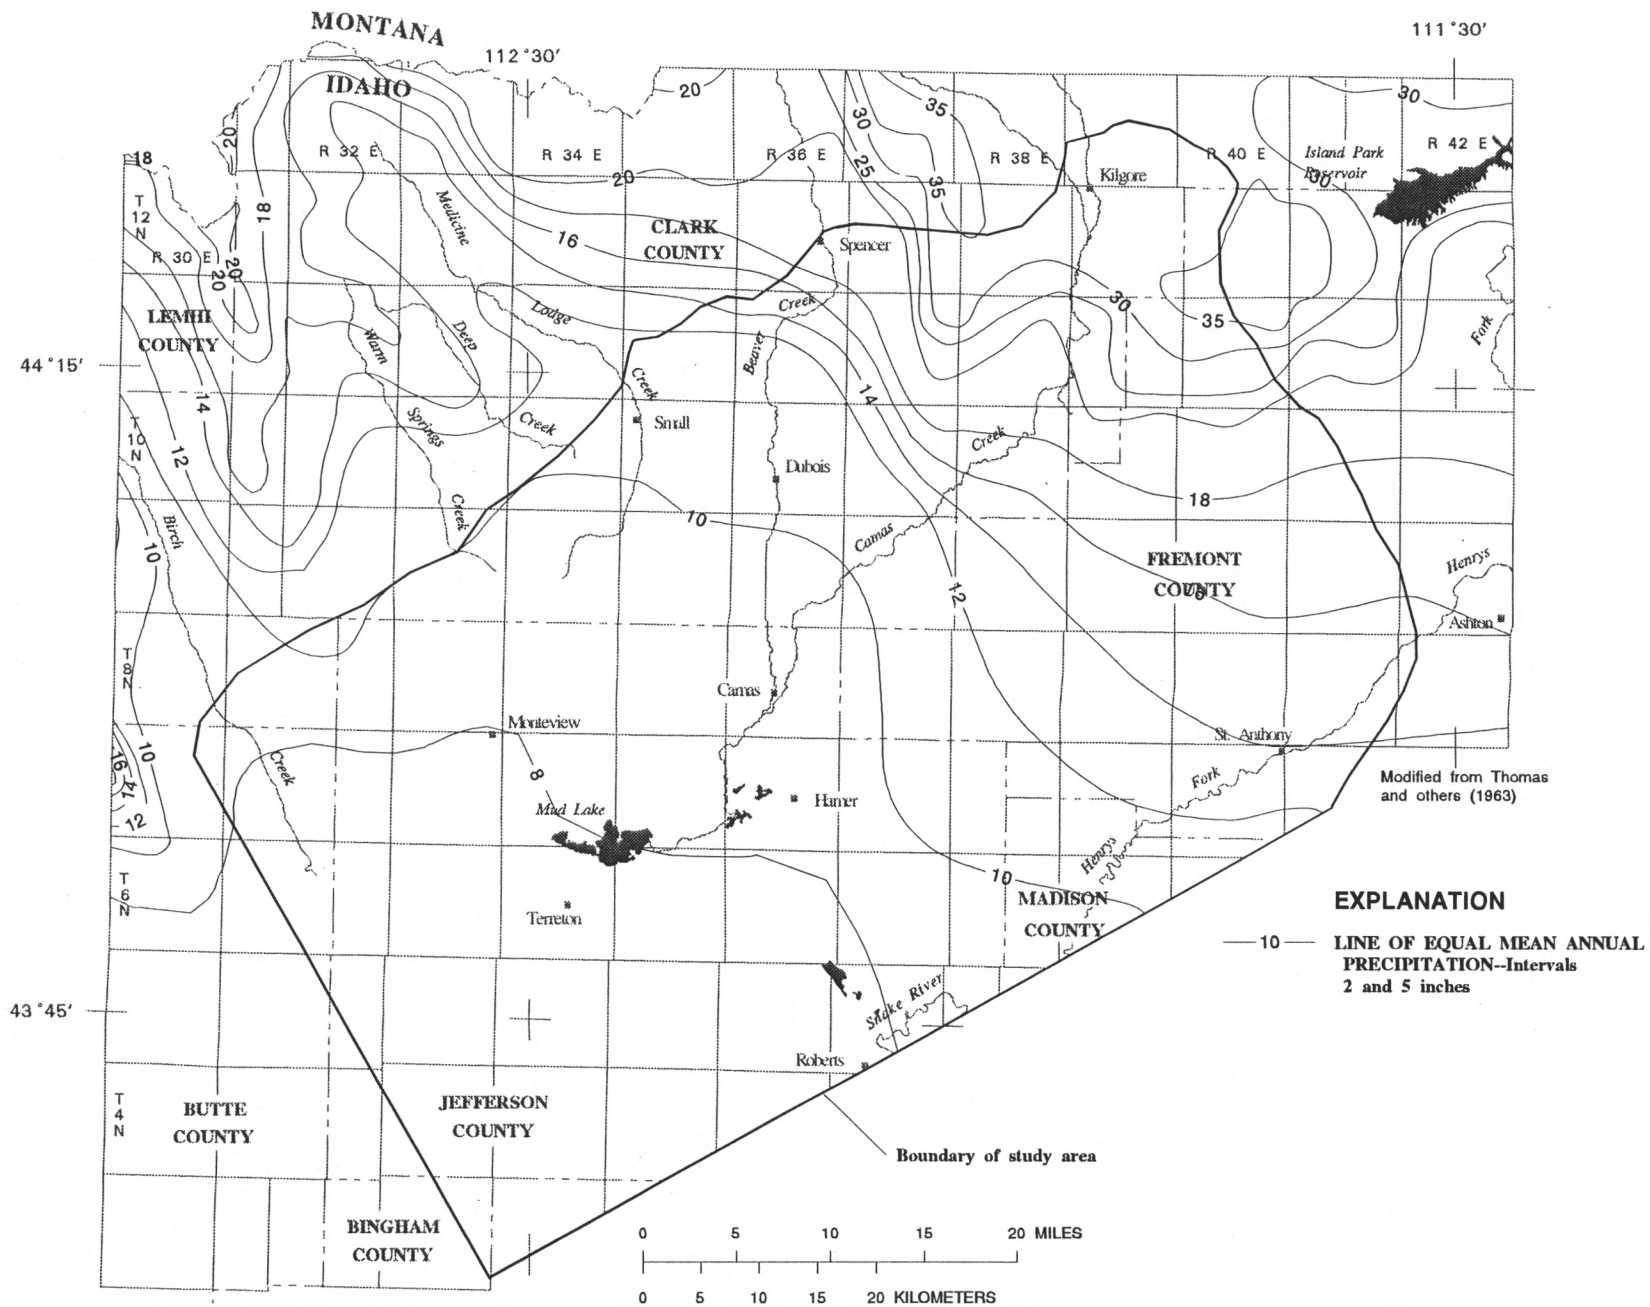 MONTANA
IDAHO
112°30′
111°30′
20
30
35
30
20
18
R 32 E
R 34 E
R 36 E
R 38 E
R 40 E
R 42 E
Island Park
Reservoir
30
25
35
20
Kilgore
T
12
N
18
Medicine
CLARK
COUNTY
16
Spencer
R 30 E
20
20
Creek
30
35
LEMHI
COUNTY
Lodge
Warm
Deep
Beaver
Fork
44°15′
Creek
14
14
Small
Springs
Creek
Creek
T
10
N
12
Dubois
18
Birch
Creek
10
Camas
10
FREMONT
COUNTY
16
12
Henrys
Ashton
T
8
N
Camas
Monteview
St. Anthony
10
16
14
12
Creek
8
Fork
Modified from Thomas
and others (1963)
Mud Lake
Hamer
Henrys
T
6
N
10
MADISON
COUNTY
Terreton
EXPLANATION
10
LINE OF EQUAL MEAN ANNUAL
PRECIPITATION--Intervals
2 and 5 inches
43°45′
Snake River
Roberts
T
4
N
BUTTE
COUNTY
JEFFERSON
COUNTY
Boundary of study area
BINGHAM
COUNTY
0 5 10 15 20 MILES
0 5 10 15 20 KILOMETERS